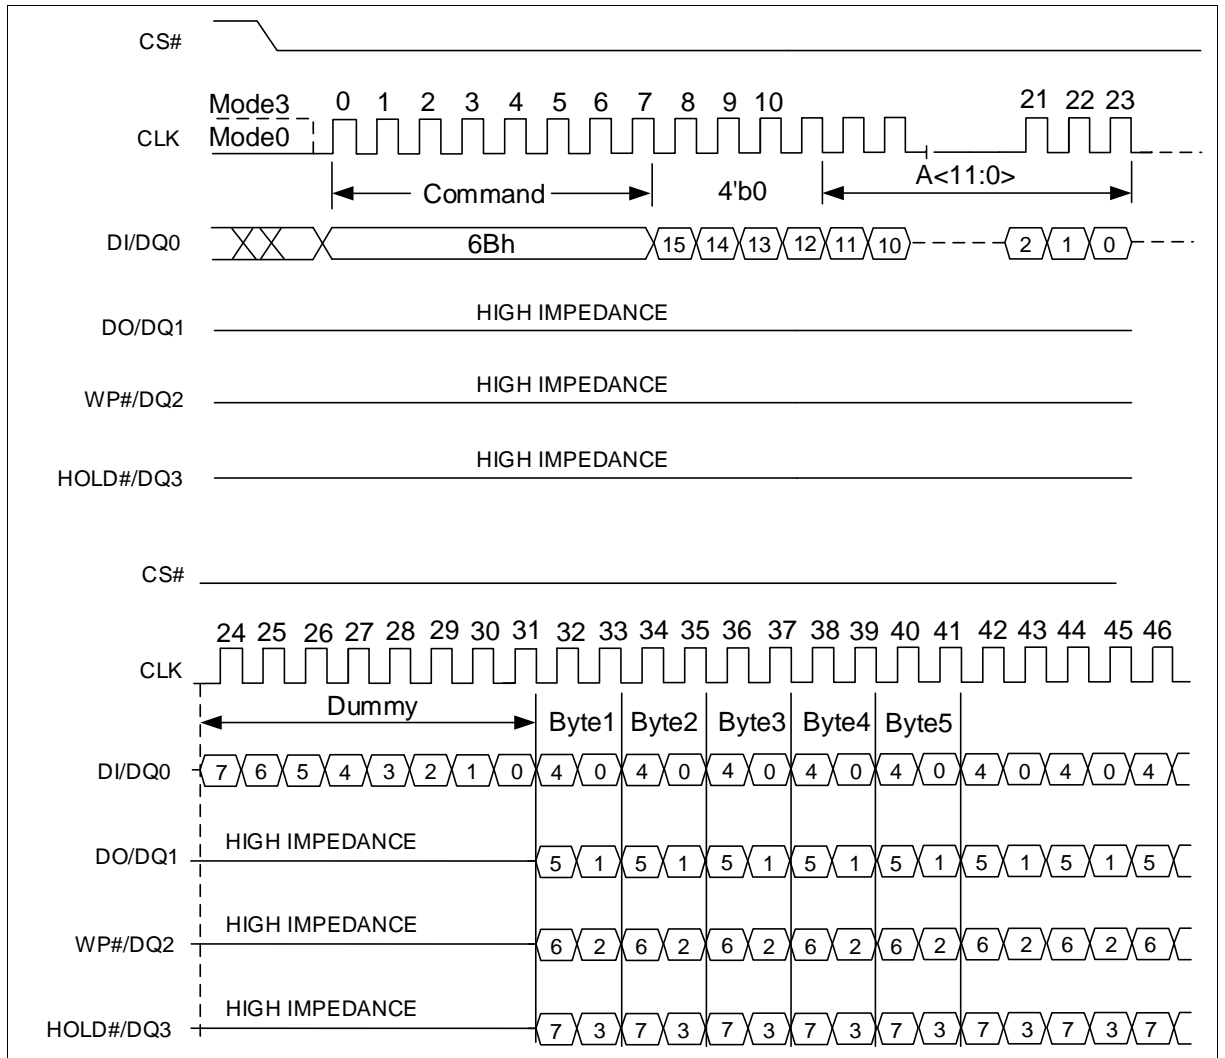 CS#
Mode3 0 1 2 3 4 5 6 7 8 9 10 21 22 23
CLK Mode0
Command 4'b0 A<11:0>
DI/DQ0 6Bh 15 14 13 12 11 10 2 1 0
HIGH IMPEDANCE
DO/DQ1
HIGH IMPEDANCE
WP#/DQ2
HIGH IMPEDANCE
HOLD#/DQ3
CS#
24 25 26 27 28 29 30 31 32 33 34 35 36 37 38 39 40 41 42 43 44 45 46
CLK
Dummy Byte1 Byte2 Byte3 Byte4 Byte5
DI/DQ0 7 6 5 4 3 2 1 0 4 0 4 0 4 0 4 0 4 0 4 0 4 0 4
HIGH IMPEDANCE
DO/DQ1 5 1 5 1 5 1 5 1 5 1 5 1 5 1 5
HIGH IMPEDANCE
WP#/DQ2 6 2 6 2 6 2 6 2 6 2 6 2 6 2 6
HIGH IMPEDANCE
HOLD#/DQ3 7 3 7 3 7 3 7 3 7 3 7 3 7 3 7